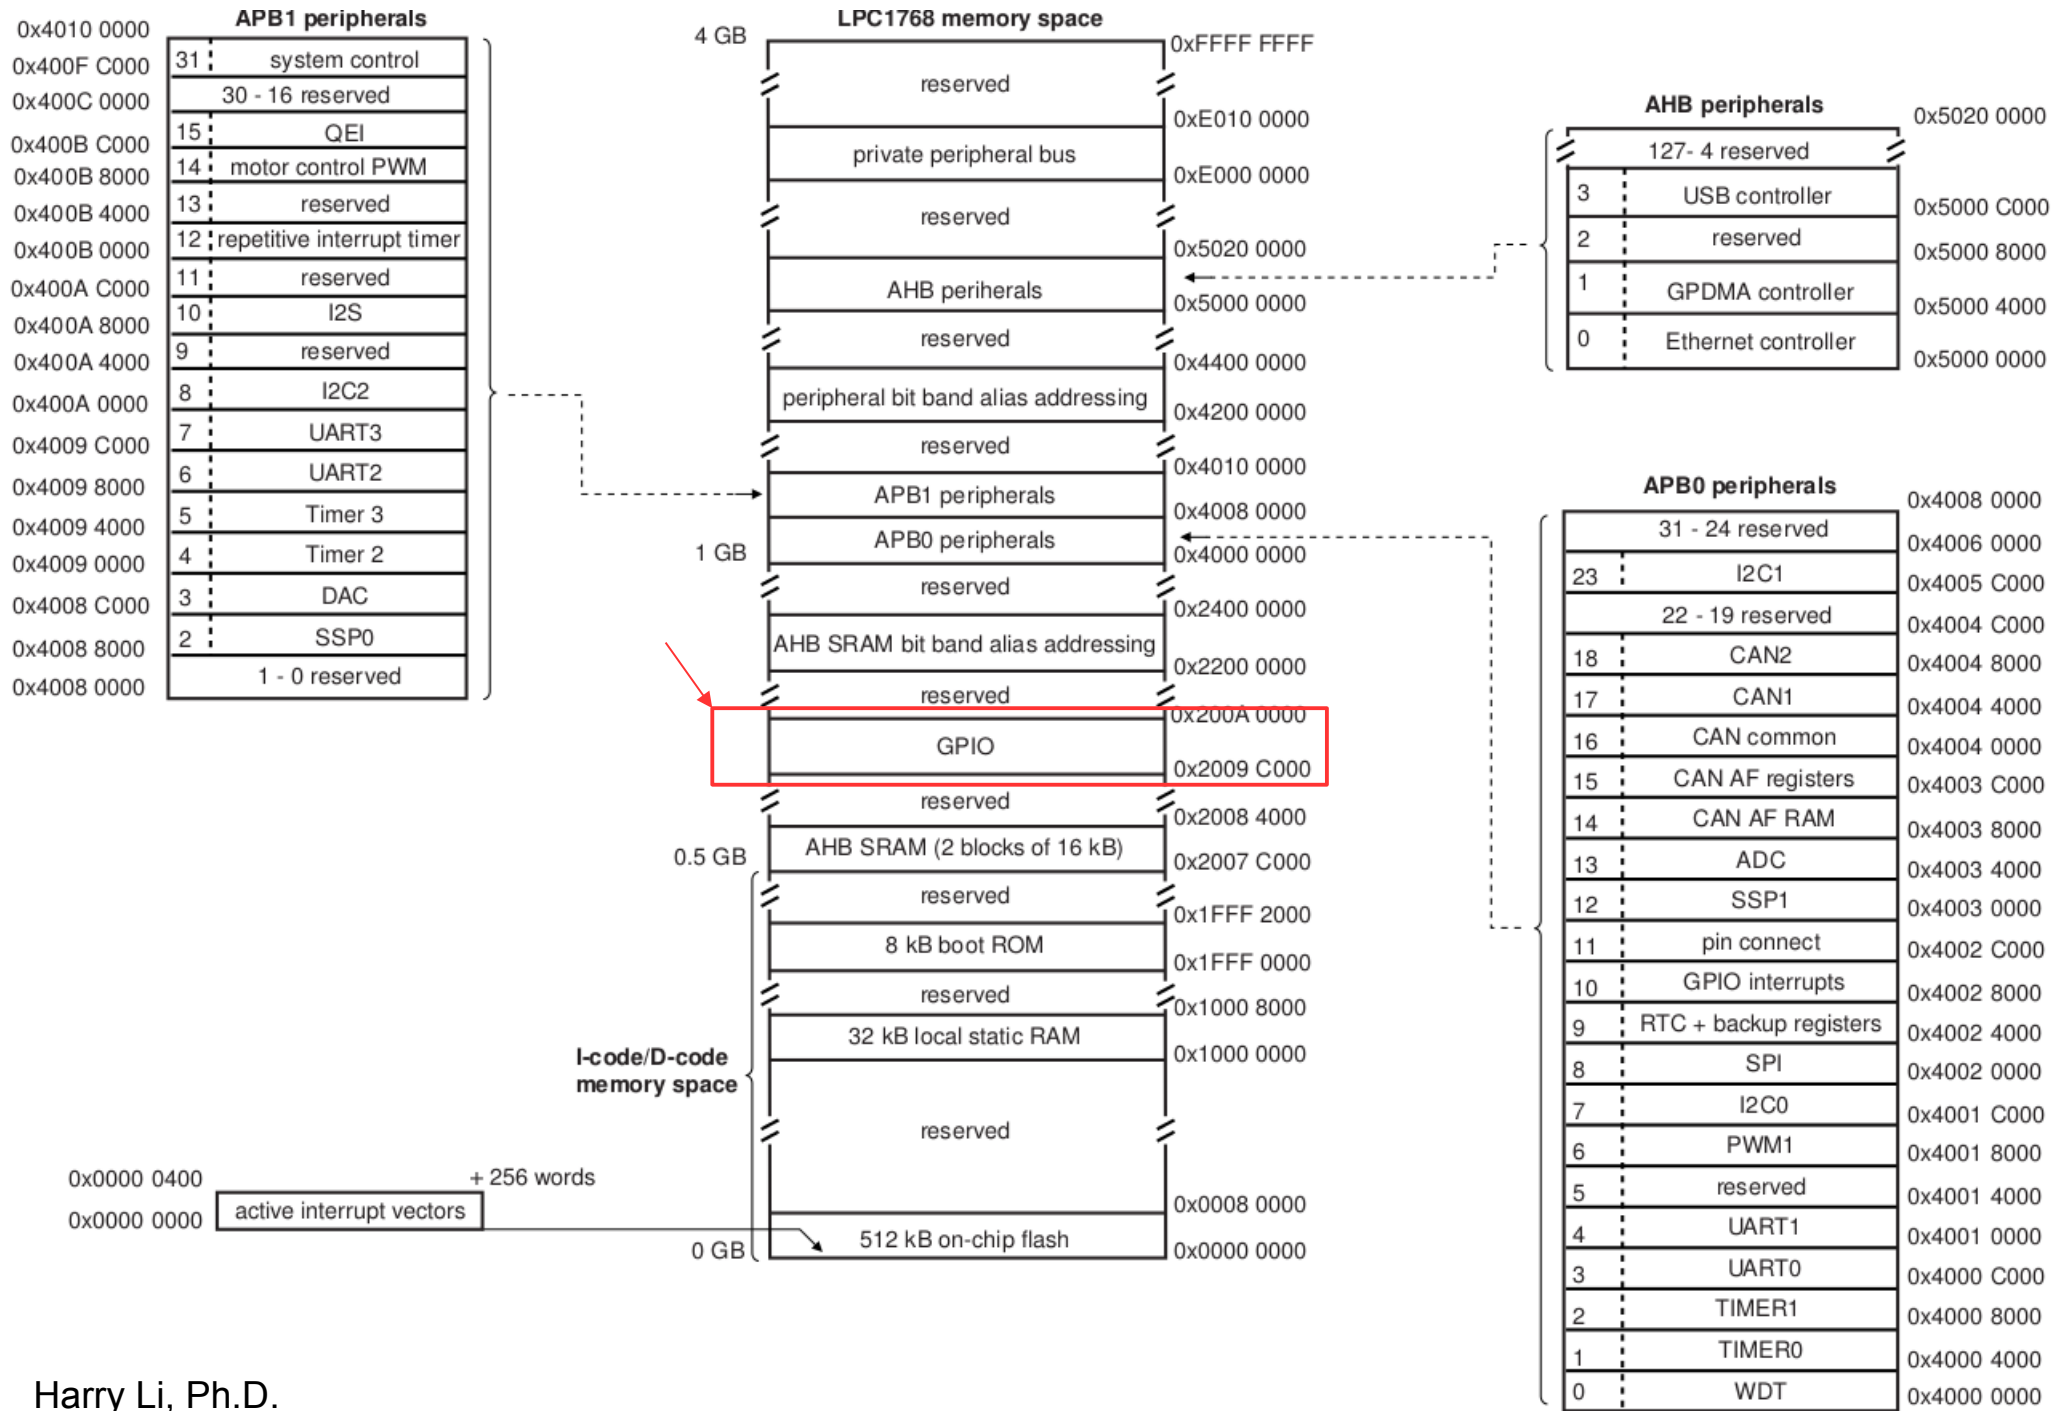 APB1 peripherals
0x4010 0000
31 system control
0x400F C000
30 - 16 reserved
0x400C 0000
15 QEI
0x400B C000
14 motor control PWM
0x400B 8000
13 reserved
0x400B 4000
12 repetitive interrupt timer
0x400B 0000
11 reserved
0x400A C000
10 I2S
0x400A 8000
9 reserved
0x400A 4000
8 I2C2
0x400A 0000
7 UART3
0x4009 C000
6 UART2
0x4009 8000
5 Timer 3
0x4009 4000
4 Timer 2
0x4009 0000
3 DAC
0x4008 C000
2 SSP0
0x4008 8000
1 - 0 reserved
0x4008 0000
LPC1768 memory space
4 GB
0xFFFF FFFF
reserved
0xE010 0000
private peripheral bus
0xE000 0000
reserved
0x5020 0000
AHB periherals
0x5000 0000
reserved
0x4400 0000
peripheral bit band alias addressing
0x4200 0000
reserved
0x4010 0000
APB1 peripherals
0x4008 0000
APB0 peripherals
1 GB
0x4000 0000
reserved
0x2400 0000
AHB SRAM bit band alias addressing
0x2200 0000
reserved
0x200A 0000
GPIO
0x2009 C000
reserved
0x2008 4000
AHB SRAM (2 blocks of 16 kB)
0.5 GB
0x2007 C000
reserved
0x1FFF 2000
8 kB boot ROM
0x1FFF 0000
reserved
0x1000 8000
32 kB local static RAM
0x1000 0000
I-code/D-code
memory space
reserved
0x0008 0000
512 kB on-chip flash
0 GB
0x0000 0000
0x0000 0400
+ 256 words
active interrupt vectors
0x0000 0000
AHB peripherals
0x5020 0000
127- 4 reserved
3 USB controller
0x5000 C000
2 reserved
0x5000 8000
1 GPDMA controller
0x5000 4000
0 Ethernet controller
0x5000 0000
APB0 peripherals
0x4008 0000
31 - 24 reserved
0x4006 0000
23 I2C1
0x4005 C000
22 - 19 reserved
0x4004 C000
18 CAN2
0x4004 8000
17 CAN1
0x4004 4000
16 CAN common
0x4004 0000
15 CAN AF registers
0x4003 C000
14 CAN AF RAM
0x4003 8000
13 ADC
0x4003 4000
12 SSP1
0x4003 0000
11 pin connect
0x4002 C000
10 GPIO interrupts
0x4002 8000
9 RTC + backup registers
0x4002 4000
8 SPI
0x4002 0000
7 I2C0
0x4001 C000
6 PWM1
0x4001 8000
5 reserved
0x4001 4000
4 UART1
0x4001 0000
3 UART0
0x4000 C000
2 TIMER1
0x4000 8000
1 TIMER0
0x4000 4000
0 WDT
0x4000 0000
Harry Li, Ph.D.